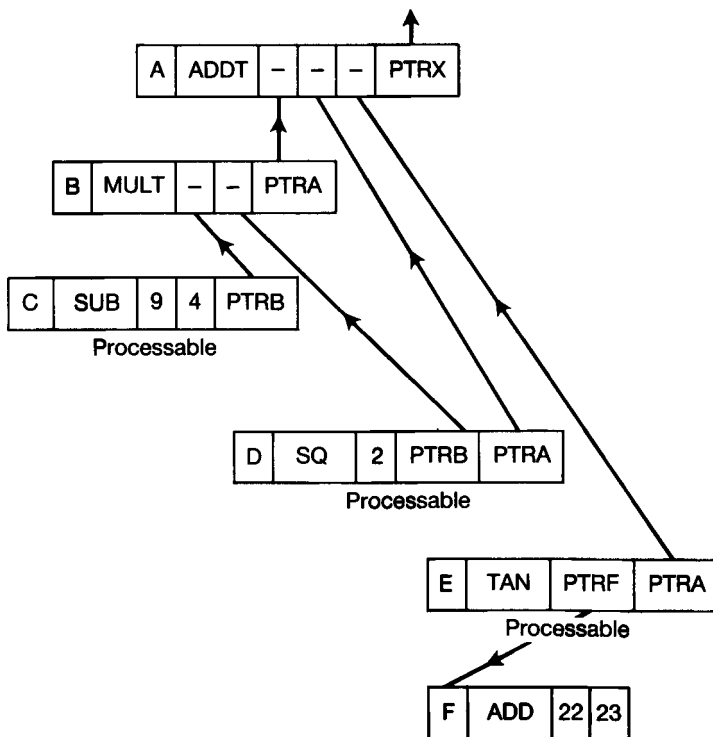 A ADDT – – – PTRX
B MULT – – PTRA
C SUB 9 4 PTRB
Processable
D SQ 2 PTRB PTRA
Processable
E TAN PTRF PTRA
Processable
F ADD 22 23